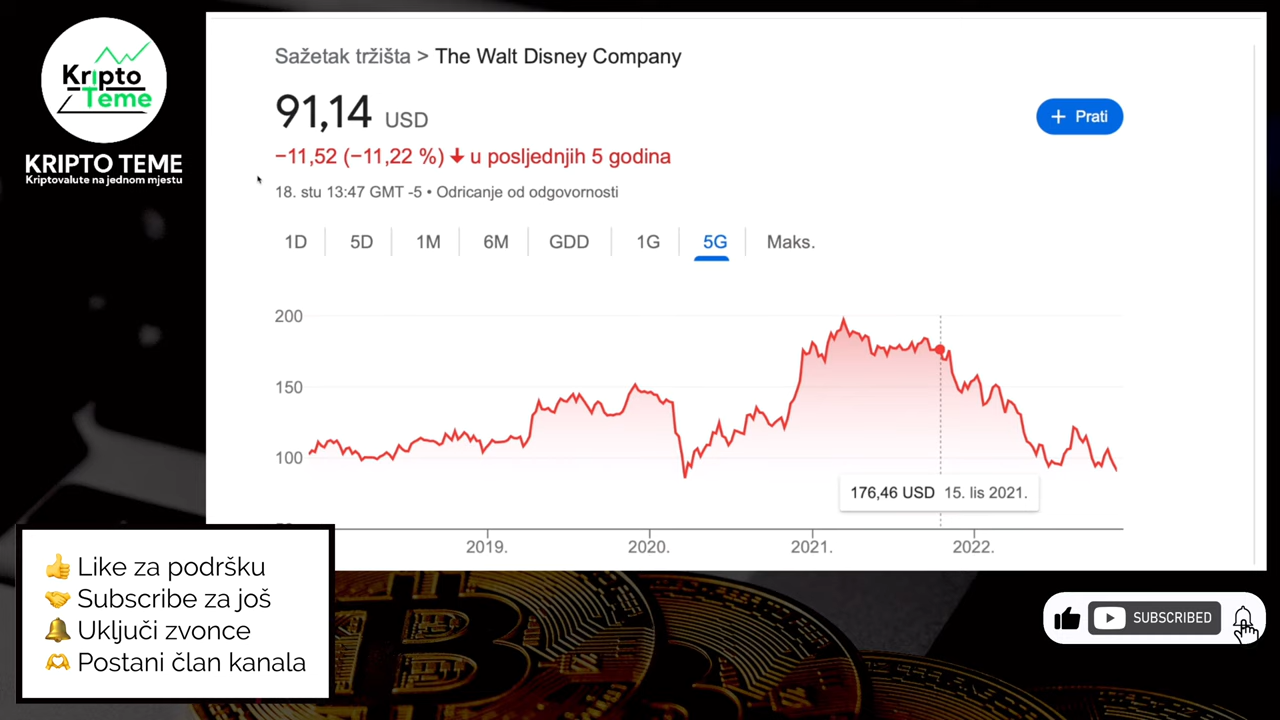 Kripto
Teme
KRIPTO TEME
Kriptovalute na jednom mjestu
Sažetak tržišta > The Walt Disney Company
91,14 USD
+ Prati
−11,52 (−11,22 %) ↓ u posljednjih 5 godina
18. stu 13:47 GMT -5 • Odricanje od odgovornosti
1D 5D 1M 6M GDD 1G 5G Maks.
200
150
100
176,46 USD 15. lis 2021.
2019. 2020. 2021. 2022.
👍 Like za podršku
🤝 Subscribe za još
🔔 Uključi zvonce
🫶 Postani član kanala
SUBSCRIBED